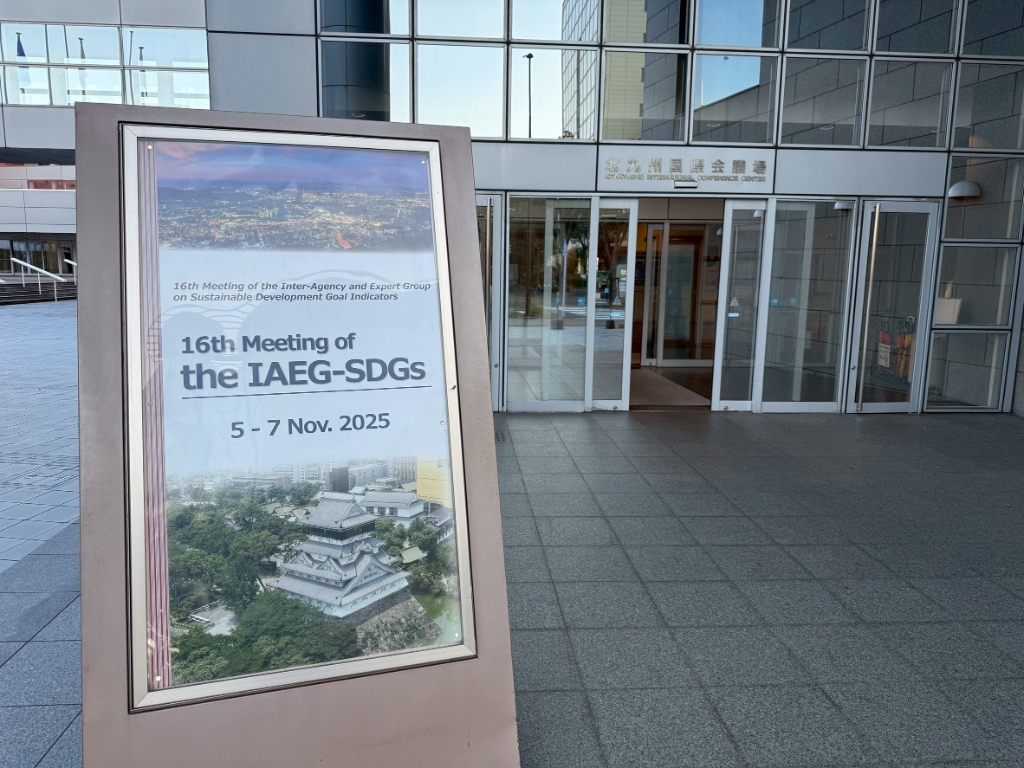 16th Meeting of the Inter-Agency and Expert Group
on Sustainable Development Goal Indicators
16th Meeting of
the IAEG-SDGs
5 - 7 Nov. 2025
北九州国際会議場
KITAKYUSHU INTERNATIONAL CONFERENCE CENTER